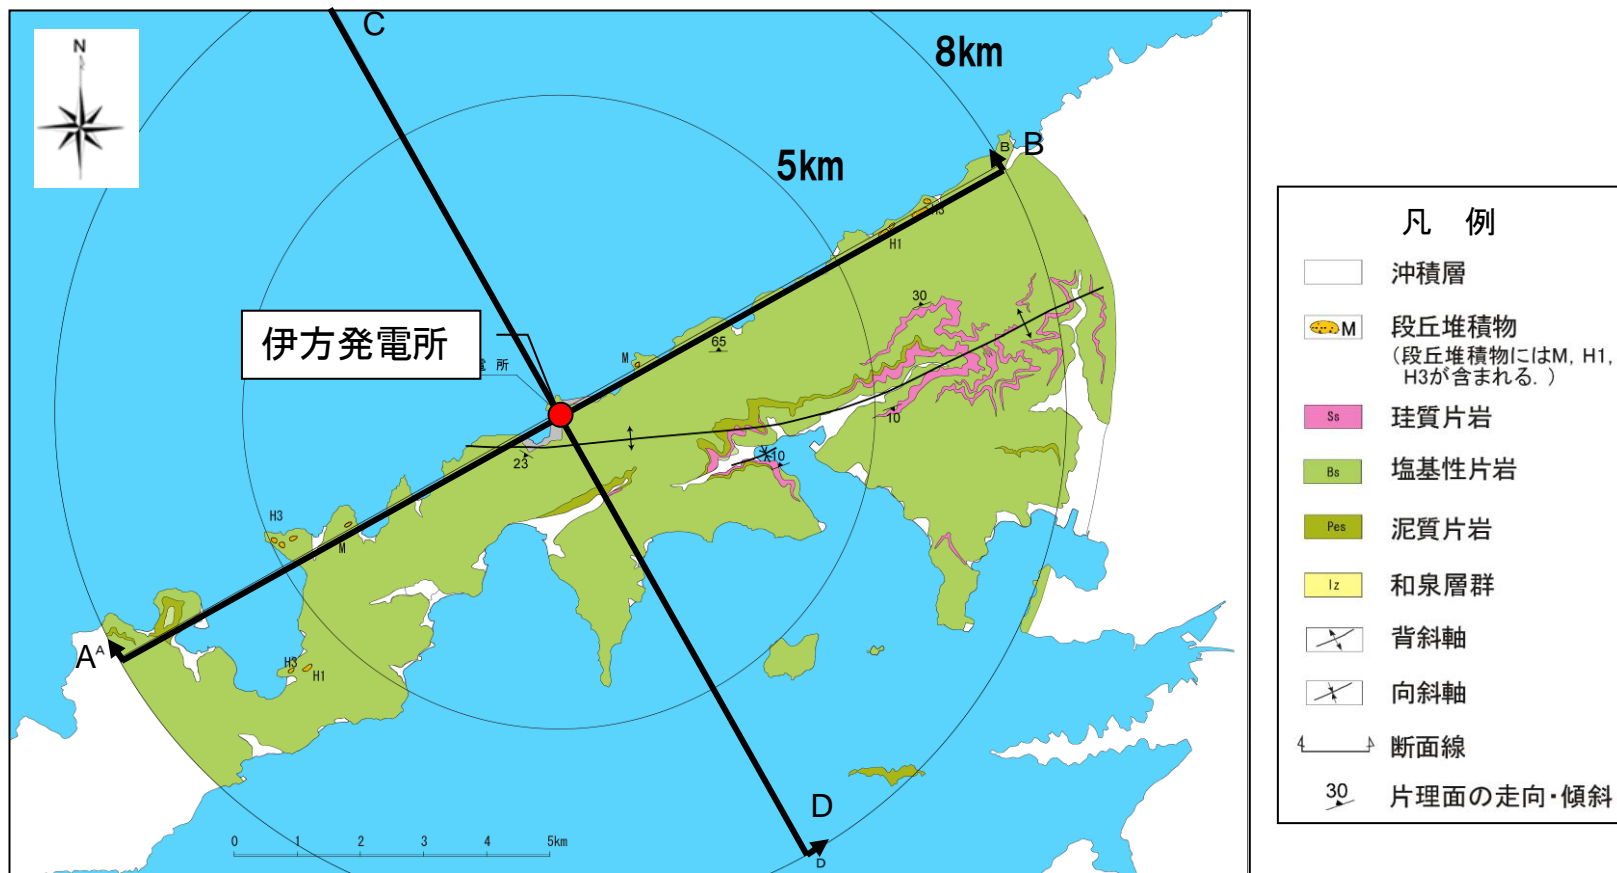 N
C
8km
5km
B
B
H3
H1
30
伊方発電所
電所
M
65
10
23
10
H3
M
A
A
H3
H1
D
D
0 1 2 3 4 5km
凡 例
沖積層
M 段丘堆積物
(段丘堆積物にはM, H1,
H3が含まれる. )
Ss 珪質片岩
Bs 塩基性片岩
Pes 泥質片岩
Iz 和泉層群
背斜軸
向斜軸
断面線
30 片理面の走向・傾斜